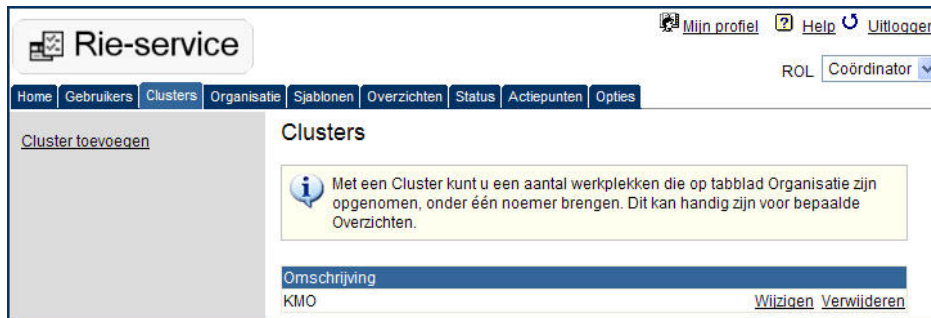 Rie-service
Mijn profiel Help Uitloggen
ROL Coördinator
Home Gebruikers Clusters Organisatie Sjablonen Overzichten Status Actiepunten Opties
Cluster toevoegen
Clusters
Met een Cluster kunt u een aantal werkplekken die op tabblad Organisatie zijn
opgenomen, onder één noemer brengen. Dit kan handig zijn voor bepaalde
Overzichten.
Omschrijving
KMO Wijzigen Verwijderen